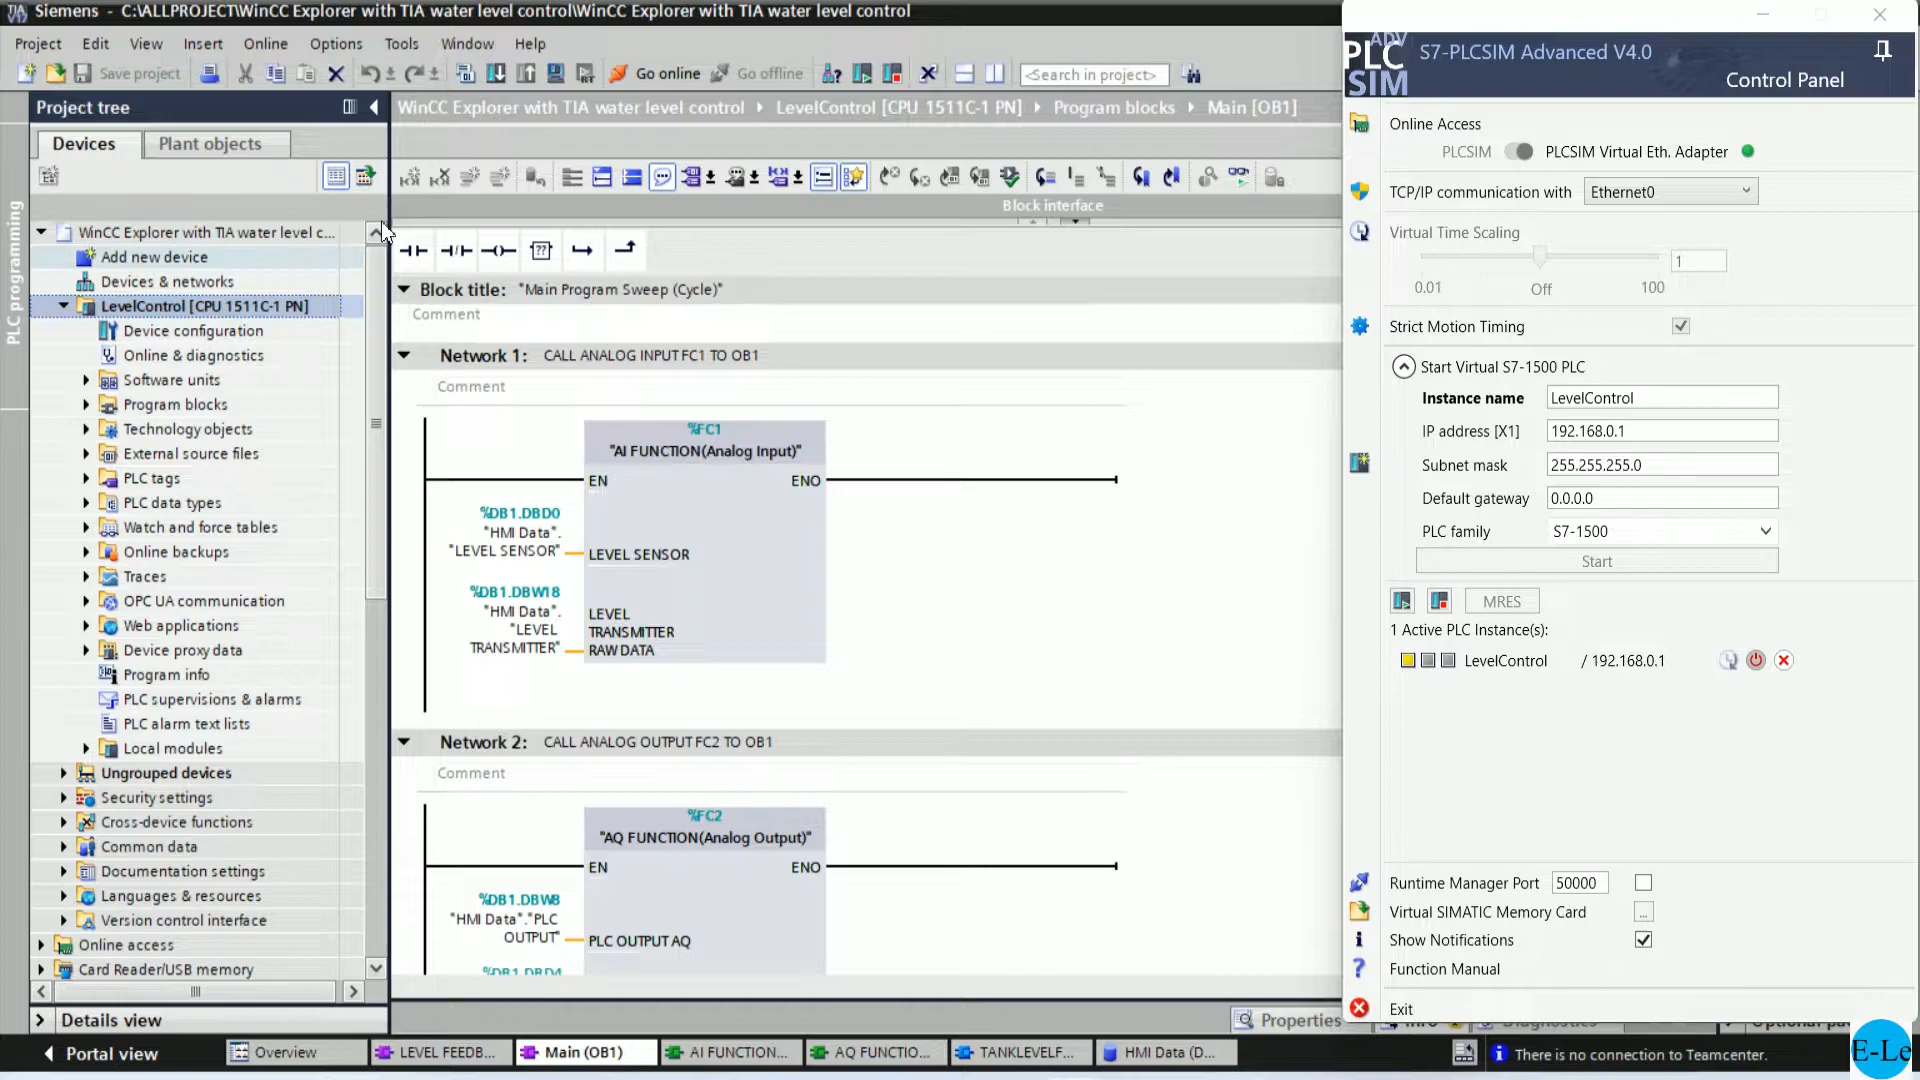 Siemens - C:\ALLPROJECT\WinCC Explorer with TIA water level control\WinCC Explorer with TIA water level control
Project Edit View Insert Online Options Tools Window Help
Save project
Go online
Go offline
<Search in project>
Project tree
WinCC Explorer with TIA water level control
LevelControl [CPU 1511C-1 PN]
Program blocks
Main [OB1]
Devices
Plant objects
PLC programming
Block interface
WinCC Explorer with TIA water level c...
Add new device
Devices & networks
LevelControl [CPU 1511C-1 PN]
Device configuration
Online & diagnostics
Software units
Program blocks
Technology objects
External source files
PLC tags
PLC data types
Watch and force tables
Online backups
Traces
OPC UA communication
Web applications
Device proxy data
Program info
PLC supervisions & alarms
PLC alarm text lists
Local modules
Ungrouped devices
Security settings
Cross-device functions
Common data
Documentation settings
Languages & resources
Version control interface
Online access
Card Reader/USB memory
Details view
??
Block title: "Main Program Sweep (Cycle)"
Comment
Network 1: CALL ANALOG INPUT FC1 TO OB1
Comment
%FC1
"AI FUNCTION(Analog Input)"
EN
ENO
%DB1.DBD0
"HMI Data".
"LEVEL SENSOR"
LEVEL SENSOR
%DB1.DBW18
"HMI Data".
"LEVEL
TRANSMITTER"
LEVEL
TRANSMITTER
RAW DATA
Network 2: CALL ANALOG OUTPUT FC2 TO OB1
Comment
%FC2
"AQ FUNCTION(Analog Output)"
EN
ENO
%DB1.DBW8
"HMI Data"."PLC
OUTPUT"
PLC OUTPUT AQ
%DB1.DBD4
Properties
PLC ADV
SIM
S7-PLCSIM Advanced V4.0
Control Panel
Online Access
PLCSIM
PLCSIM Virtual Eth. Adapter
TCP/IP communication with
Ethernet0
Virtual Time Scaling
1
0.01
Off
100
Strict Motion Timing
Start Virtual S7-1500 PLC
Instance name
LevelControl
IP address [X1]
192.168.0.1
Subnet mask
255.255.255.0
Default gateway
0.0.0.0
PLC family
S7-1500
Start
MRES
1 Active PLC Instance(s):
LevelControl / 192.168.0.1
Runtime Manager Port
50000
Virtual SIMATIC Memory Card
...
Show Notifications
Function Manual
Exit
Portal view
Overview
LEVEL FEEDB...
Main (OB1)
AI FUNCTION...
AQ FUNCTIO...
TANKLEVELF...
HMI Data (D...
There is no connection to Teamcenter.
E-Le